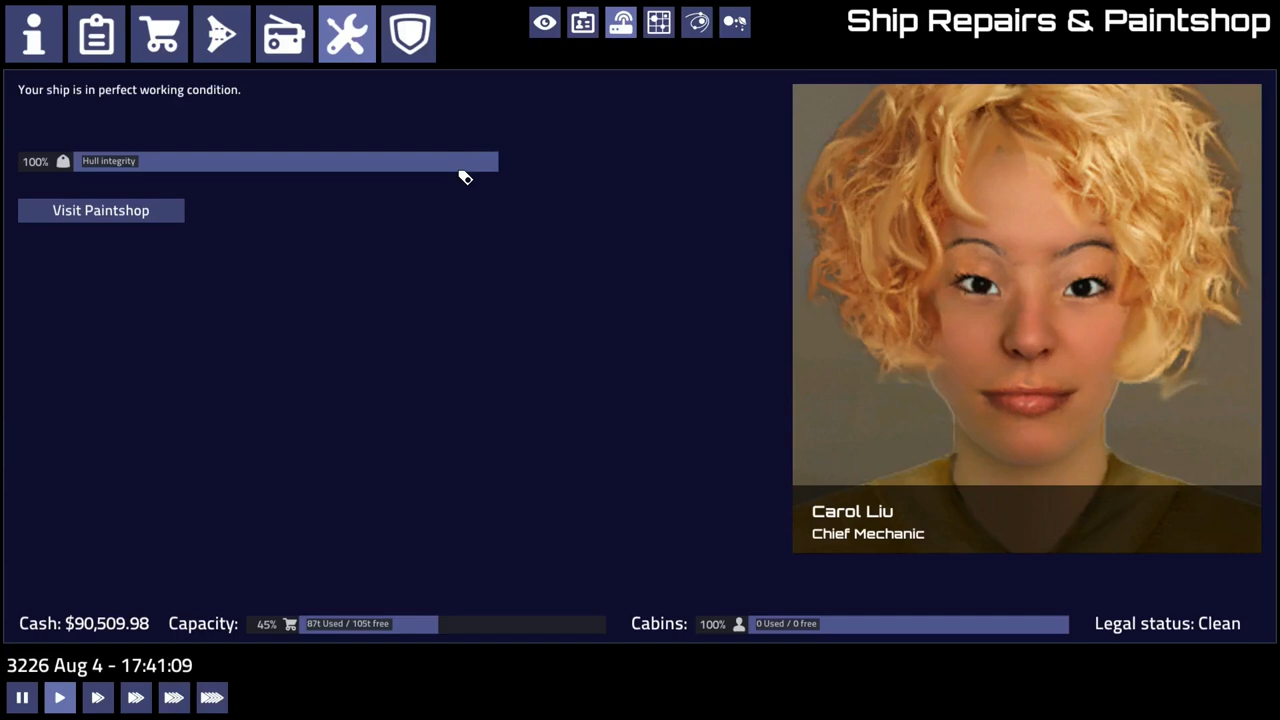 Ship Repairs & Paintshop
Your ship is in perfect working condition.
100% Hull integrity
Visit Paintshop
Carol Liu
Chief Mechanic
Cash: $90,509.98 Capacity: 45% 87t Used / 105t free Cabins: 100% 0 Used / 0 free Legal status: Clean
3226 Aug 4 - 17:41:09